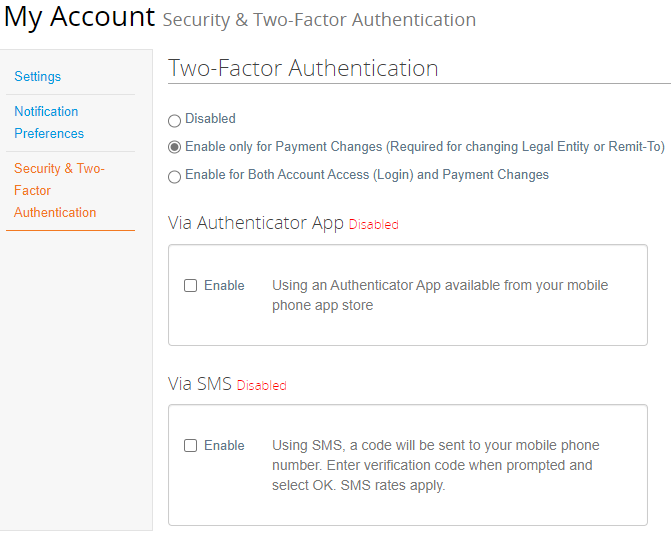 My Account Security & Two-Factor Authentication
Settings
Notification
Preferences
Security & Two-
Factor
Authentication
Two-Factor Authentication
Disabled
Enable only for Payment Changes (Required for changing Legal Entity or Remit-To)
Enable for Both Account Access (Login) and Payment Changes
Via Authenticator App Disabled
Enable
Using an Authenticator App available from your mobile
phone app store
Via SMS Disabled
Enable
Using SMS, a code will be sent to your mobile phone
number. Enter verification code when prompted and
select OK. SMS rates apply.